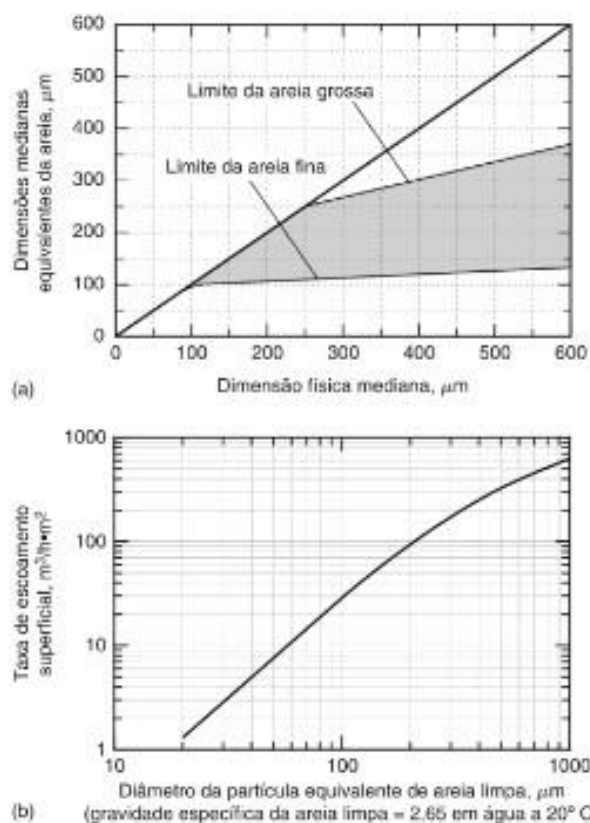 600
500
400
300
200
100
0
Dimensões medianas
equivalentes da areia, μm
Limite da areia grossa
Limite da areia fina
0 100 200 300 400 500 600
Dimensão física mediana, μm
(a)
1000
100
10
1
Taxa de escoamento
superficial, m³/h•m²
10 100 1000
Diâmetro da partícula equivalente de areia limpa, μm
(b) (gravidade específica da areia limpa = 2,65 em água a 20° C